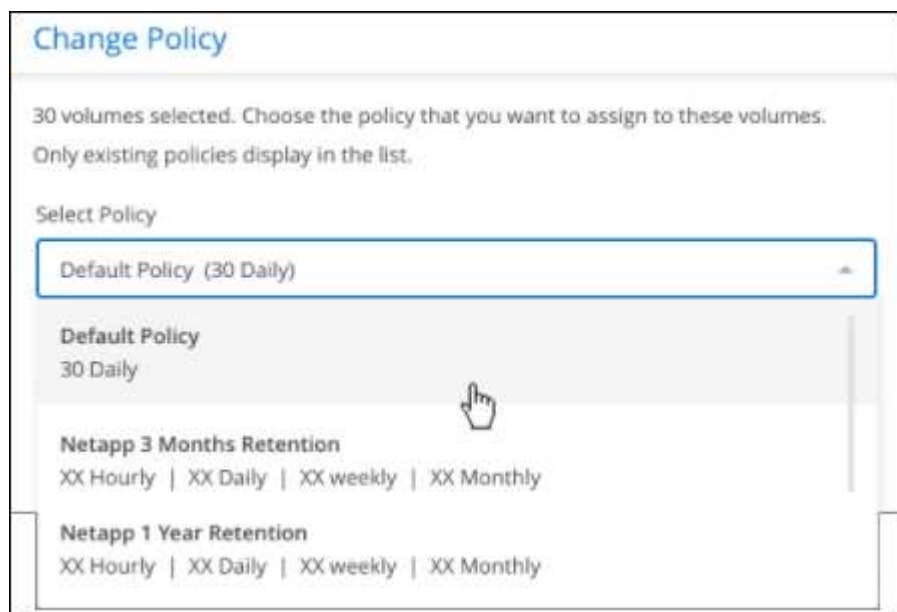 Change Policy
30 volumes selected. Choose the policy that you want to assign to these volumes.
Only existing policies display in the list.
Select Policy
Default Policy (30 Daily)
Default Policy
30 Daily
Netapp 3 Months Retention
XX Hourly | XX Daily | XX weekly | XX Monthly
Netapp 1 Year Retention
XX Hourly | XX Daily | XX weekly | XX Monthly